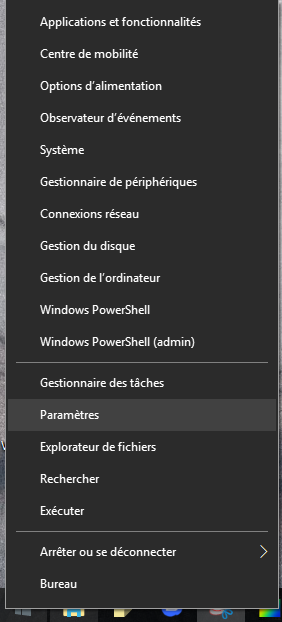 Applications et fonctionnalités
Centre de mobilité
Options d’alimentation
Observateur d’événements
Système
Gestionnaire de périphériques
Connexions réseau
Gestion du disque
Gestion de l’ordinateur
Windows PowerShell
Windows PowerShell (admin)
Gestionnaire des tâches
Paramètres
Explorateur de fichiers
Rechercher
Exécuter
Arrêter ou se déconnecter
Bureau